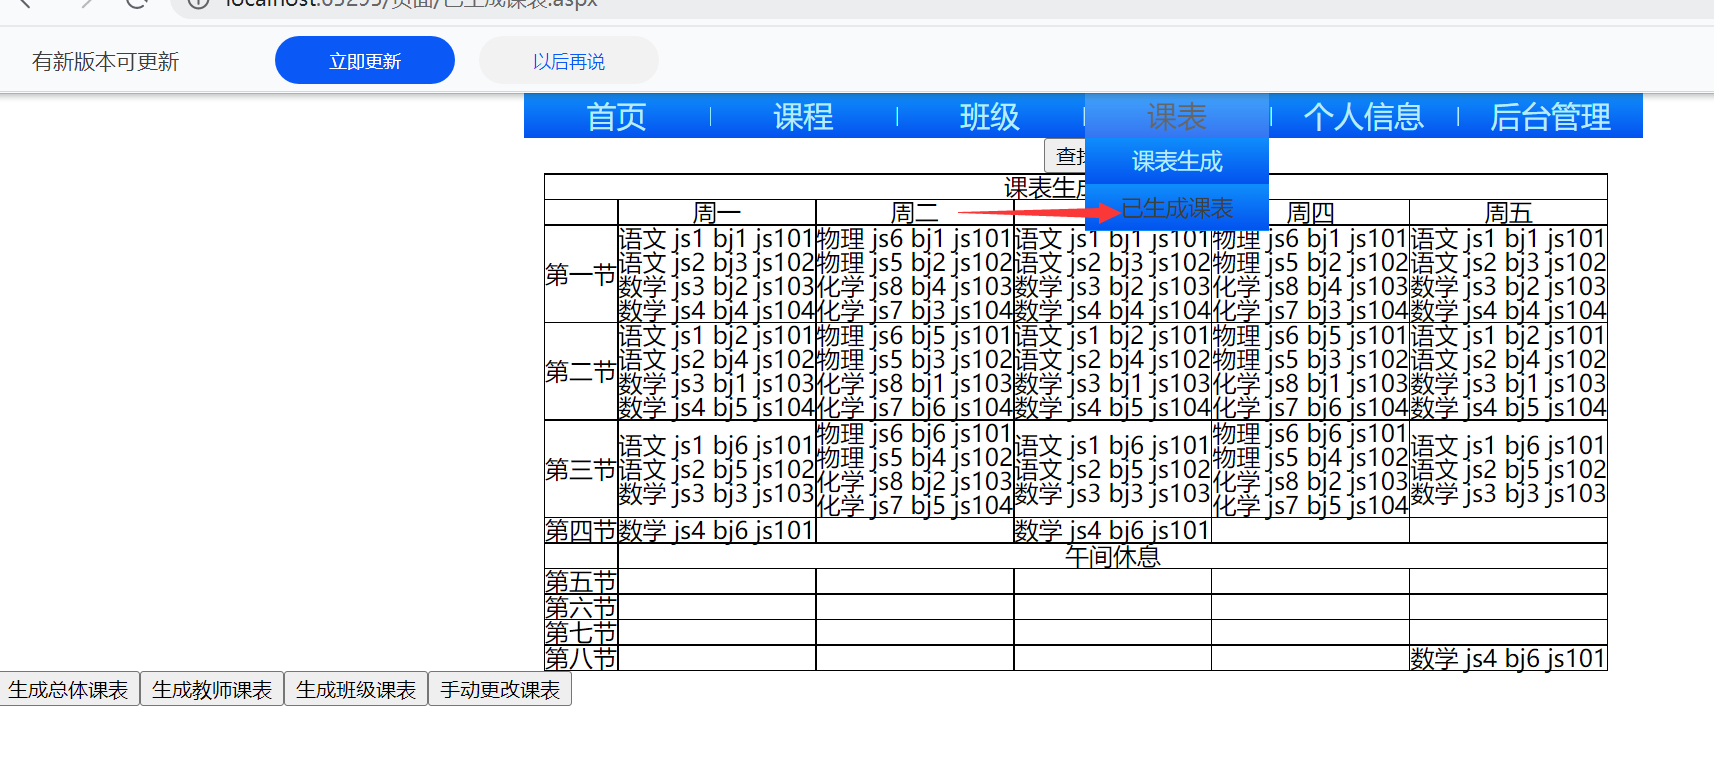 localhost:63295/页面/已生成课表.aspx
有新版本可更新 立即更新 以后再说
首页 课程 班级 课表 个人信息 后台管理
课表生成
已生成课表
课表生成
周一 周二 周四 周五
第一节
语文 js1 bj1 js101 物理 js6 bj1 js101 语文 js1 bj1 js101 物理 js6 bj1 js101 语文 js1 bj1 js101
语文 js2 bj3 js102 物理 js5 bj2 js102 语文 js2 bj3 js102 物理 js5 bj2 js102 语文 js2 bj3 js102
数学 js3 bj2 js103 化学 js8 bj4 js103 数学 js3 bj2 js103 化学 js8 bj4 js103 数学 js3 bj2 js103
数学 js4 bj4 js104 化学 js7 bj3 js104 数学 js4 bj4 js104 化学 js7 bj3 js104 数学 js4 bj4 js104
第二节
语文 js1 bj2 js101 物理 js6 bj5 js101 语文 js1 bj2 js101 物理 js6 bj5 js101 语文 js1 bj2 js101
语文 js2 bj4 js102 物理 js5 bj3 js102 语文 js2 bj4 js102 物理 js5 bj3 js102 语文 js2 bj4 js102
数学 js3 bj1 js103 化学 js8 bj1 js103 数学 js3 bj1 js103 化学 js8 bj1 js103 数学 js3 bj1 js103
数学 js4 bj5 js104 化学 js7 bj6 js104 数学 js4 bj5 js104 化学 js7 bj6 js104 数学 js4 bj5 js104
第三节
语文 js1 bj6 js101 物理 js6 bj6 js101 语文 js1 bj6 js101 物理 js6 bj6 js101 语文 js1 bj6 js101
语文 js2 bj5 js102 物理 js5 bj4 js102 语文 js2 bj5 js102 物理 js5 bj4 js102 语文 js2 bj5 js102
数学 js3 bj3 js103 化学 js8 bj2 js103 数学 js3 bj3 js103 化学 js8 bj2 js103 数学 js3 bj3 js103
化学 js7 bj5 js104 化学 js7 bj5 js104
第四节 数学 js4 bj6 js101 数学 js4 bj6 js101
午间休息
第五节
第六节
第七节
第八节 数学 js4 bj6 js101
生成总体课表 生成教师课表 生成班级课表 手动更改课表